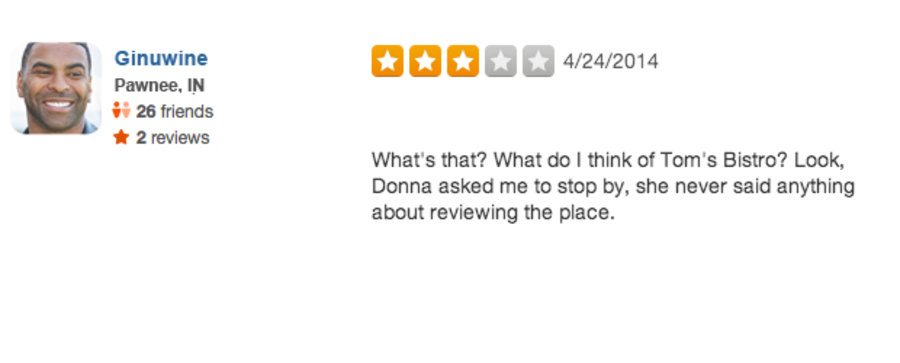 Ginuwine
Pawnee, IN
26 friends
2 reviews
4/24/2014
What's that? What do I think of Tom's Bistro? Look,
Donna asked me to stop by, she never said anything
about reviewing the place.